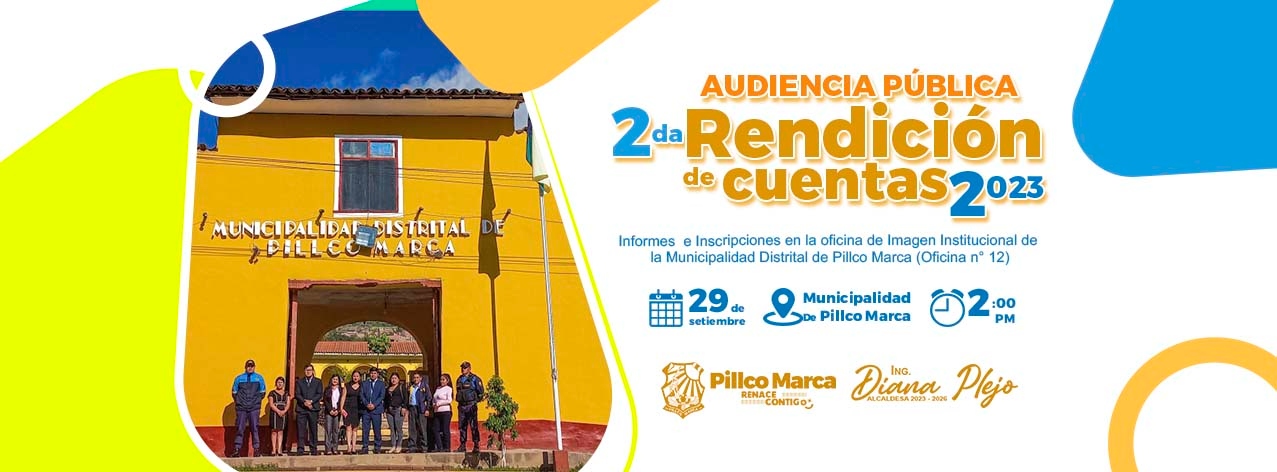 MUNICIPALIDAD DISTRITAL DE
PILLCO MARCA
AUDIENCIA PÚBLICA
2da Rendición
de cuentas 2023
Informes e Inscripciones en la oficina de Imagen Institucional de
la Municipalidad Distrital de Pillco Marca (Oficina n° 12)
29 de
setiembre
Municipalidad
De Pillco Marca
2:00
PM
Pillco Marca
RENACE
CONTIGO
ING.
Diana Plejo
ALCALDESA 2023 - 2026